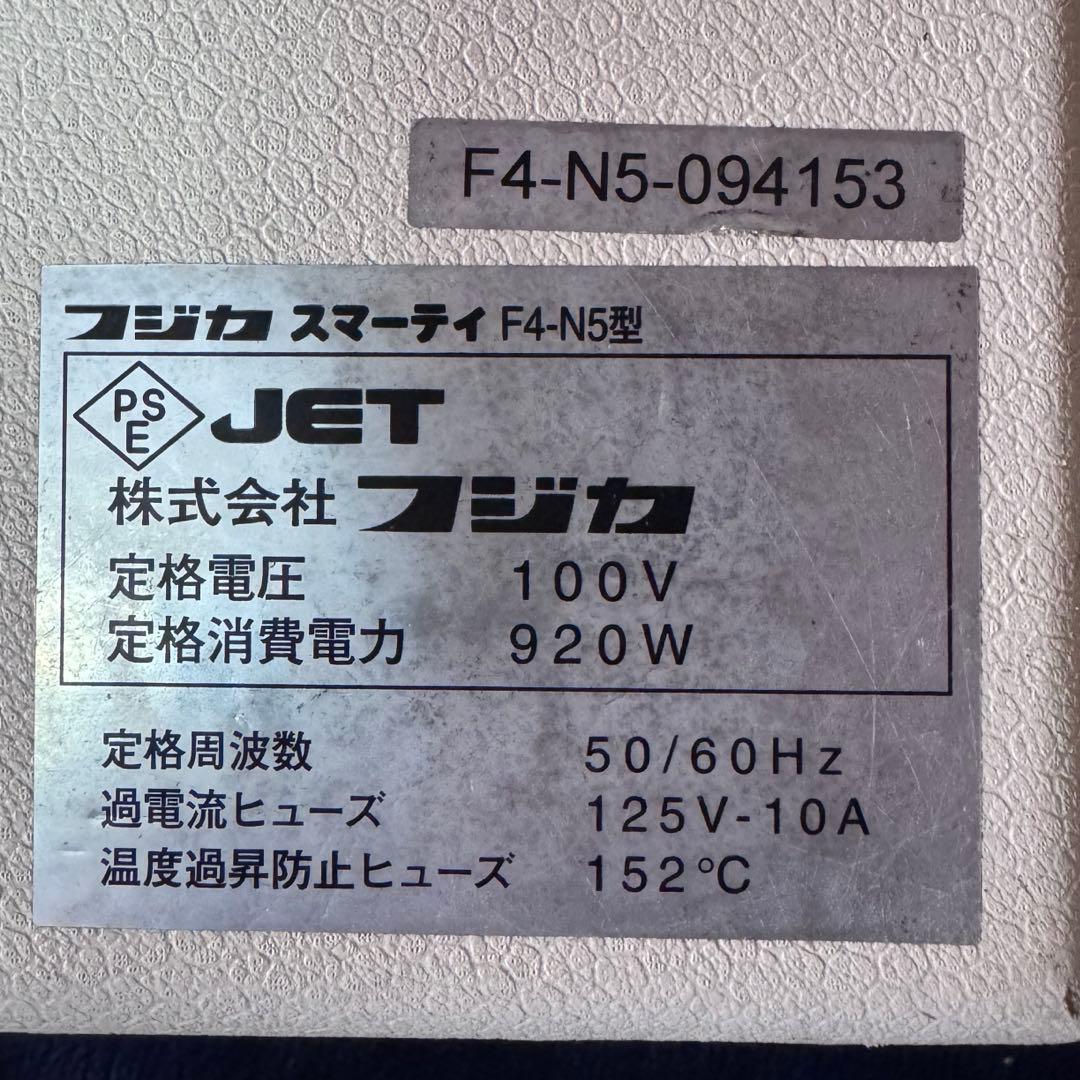 F4-N5-094153
フジカ スマーティ F4-N5型
PSE JET
株式会社 フジカ
定格電圧 100V
定格消費電力 920W
定格周波数 50/60Hz
過電流ヒューズ 125V-10A
温度過昇防止ヒューズ 152℃